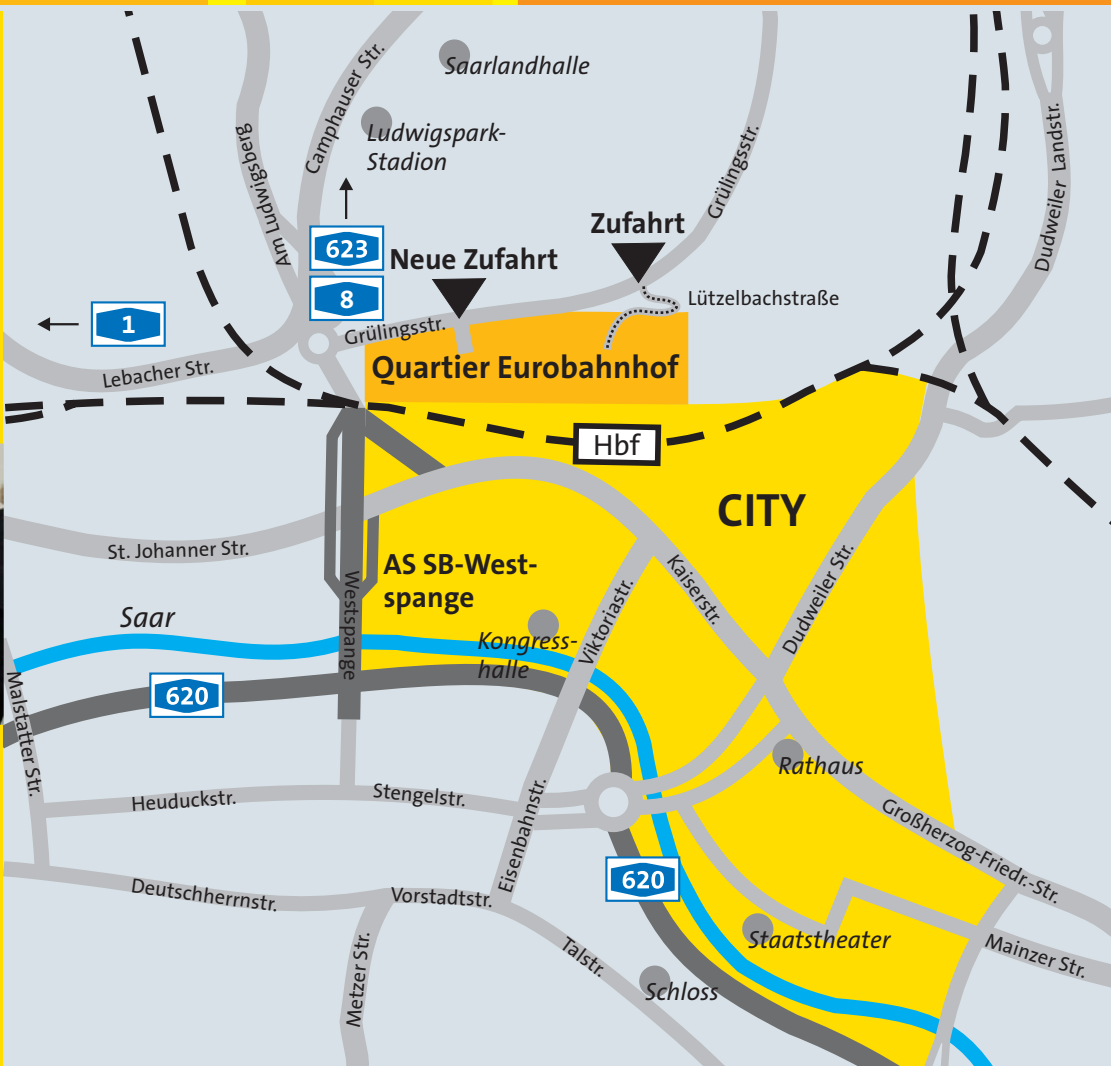 Saarlandhalle
Camphauser Str.
Ludwigspark-
Stadion
Am Ludwigsberg
Grülingsstr.
Dudweiler Landstr.
623
8
Neue Zufahrt
Zufahrt
1
Lützelbachstraße
Grülingsstr.
Lebacher Str.
Quartier Eurobahnhof
Hbf
CITY
St. Johanner Str.
AS SB-West-
spange
Westspange
Kaiserstr.
Dudweiler Str.
Viktoriastr.
Saar
Kongress-
halle
620
Malstatter Str.
Rathaus
Heuduckstr.
Stengelstr.
Eisenbahnstr.
Großherzog-Friedr.-Str.
620
Deutschherrnstr.
Vorstadtstr.
Staatstheater
Mainzer Str.
Talstr.
Metzer Str.
Schloss